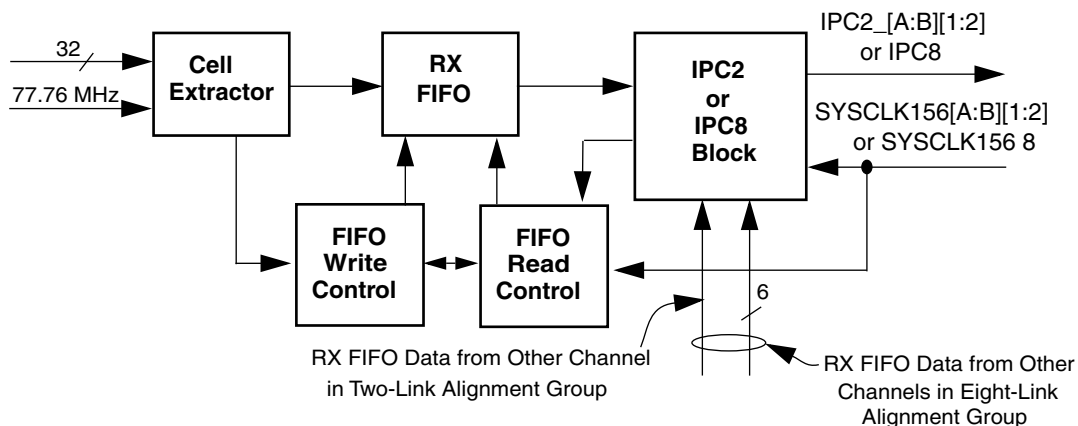 32
77.76 MHz
Cell
Extractor
RX
FIFO
IPC2
or
IPC8
Block
IPC2_[A:B][1:2]
or IPC8
SYSCLK156[A:B][1:2]
or SYSCLK156 8
FIFO
Write
Control
FIFO
Read
Control
6
RX FIFO Data from Other Channel
in Two-Link Alignment Group
RX FIFO Data from Other
Channels in Eight-Link
Alignment Group